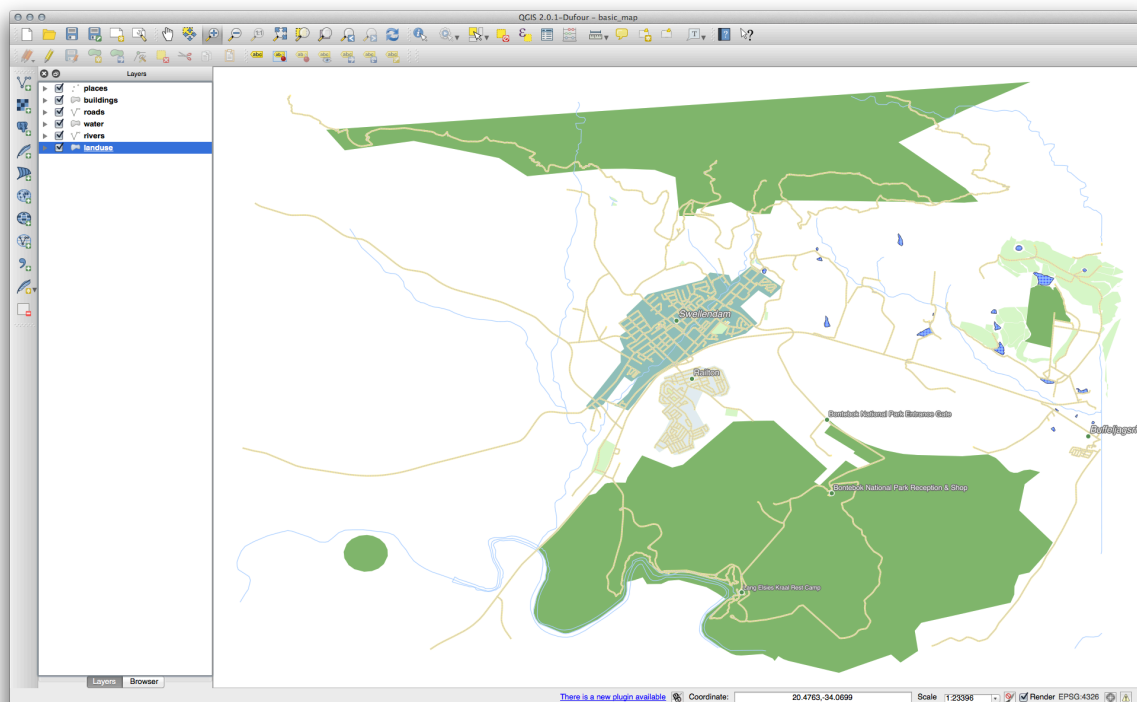 QGIS 2.0.1-Dufour - basic_map
Layers
places
buildings
roads
water
rivers
landuse
Swellendam
Railton
Bontebok National Park Entrance Gate
Bontebok National Park Reception & Shop
Lang Elsies Kraal Rest Camp
Layers Browser
There is a new plugin available Coordinate: 20.4763,-34.0699 Scale 1:23396 Render EPSG:4326